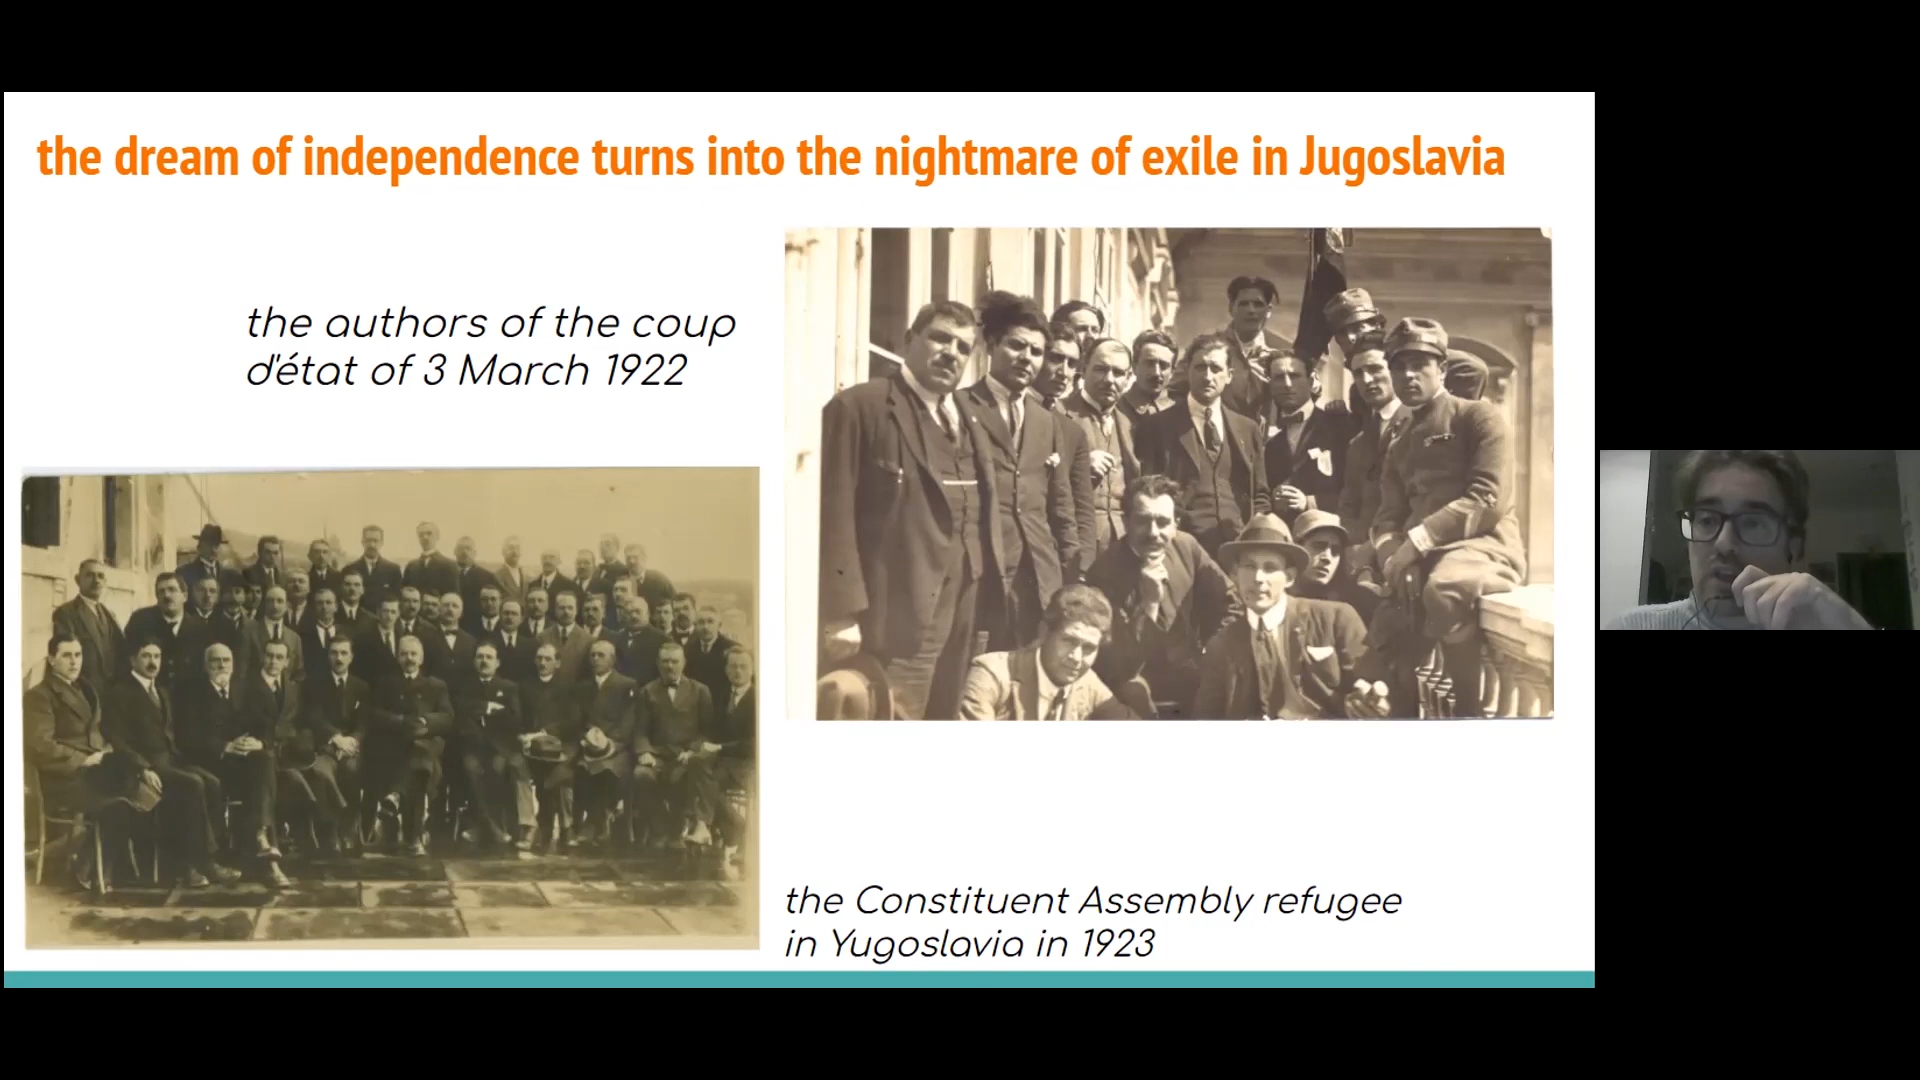 the dream of independence turns into the nightmare of exile in Jugoslavia
the authors of the coup
d'état of 3 March 1922
the Constituent Assembly refugee
in Yugoslavia in 1923